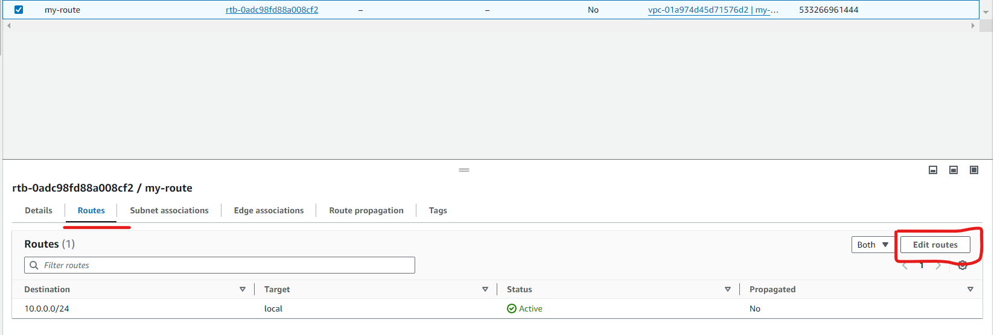 my-route rtb-0adc98fd88a008cf2 – – No vpc-01a974d45d71576d2 | my-... 533266961444
rtb-0adc98fd88a008cf2 / my-route
Details Routes Subnet associations Edge associations Route propagation Tags
Routes (1) Both Edit routes
Filter routes 1
Destination Target Status Propagated
10.0.0.0/24 local Active No